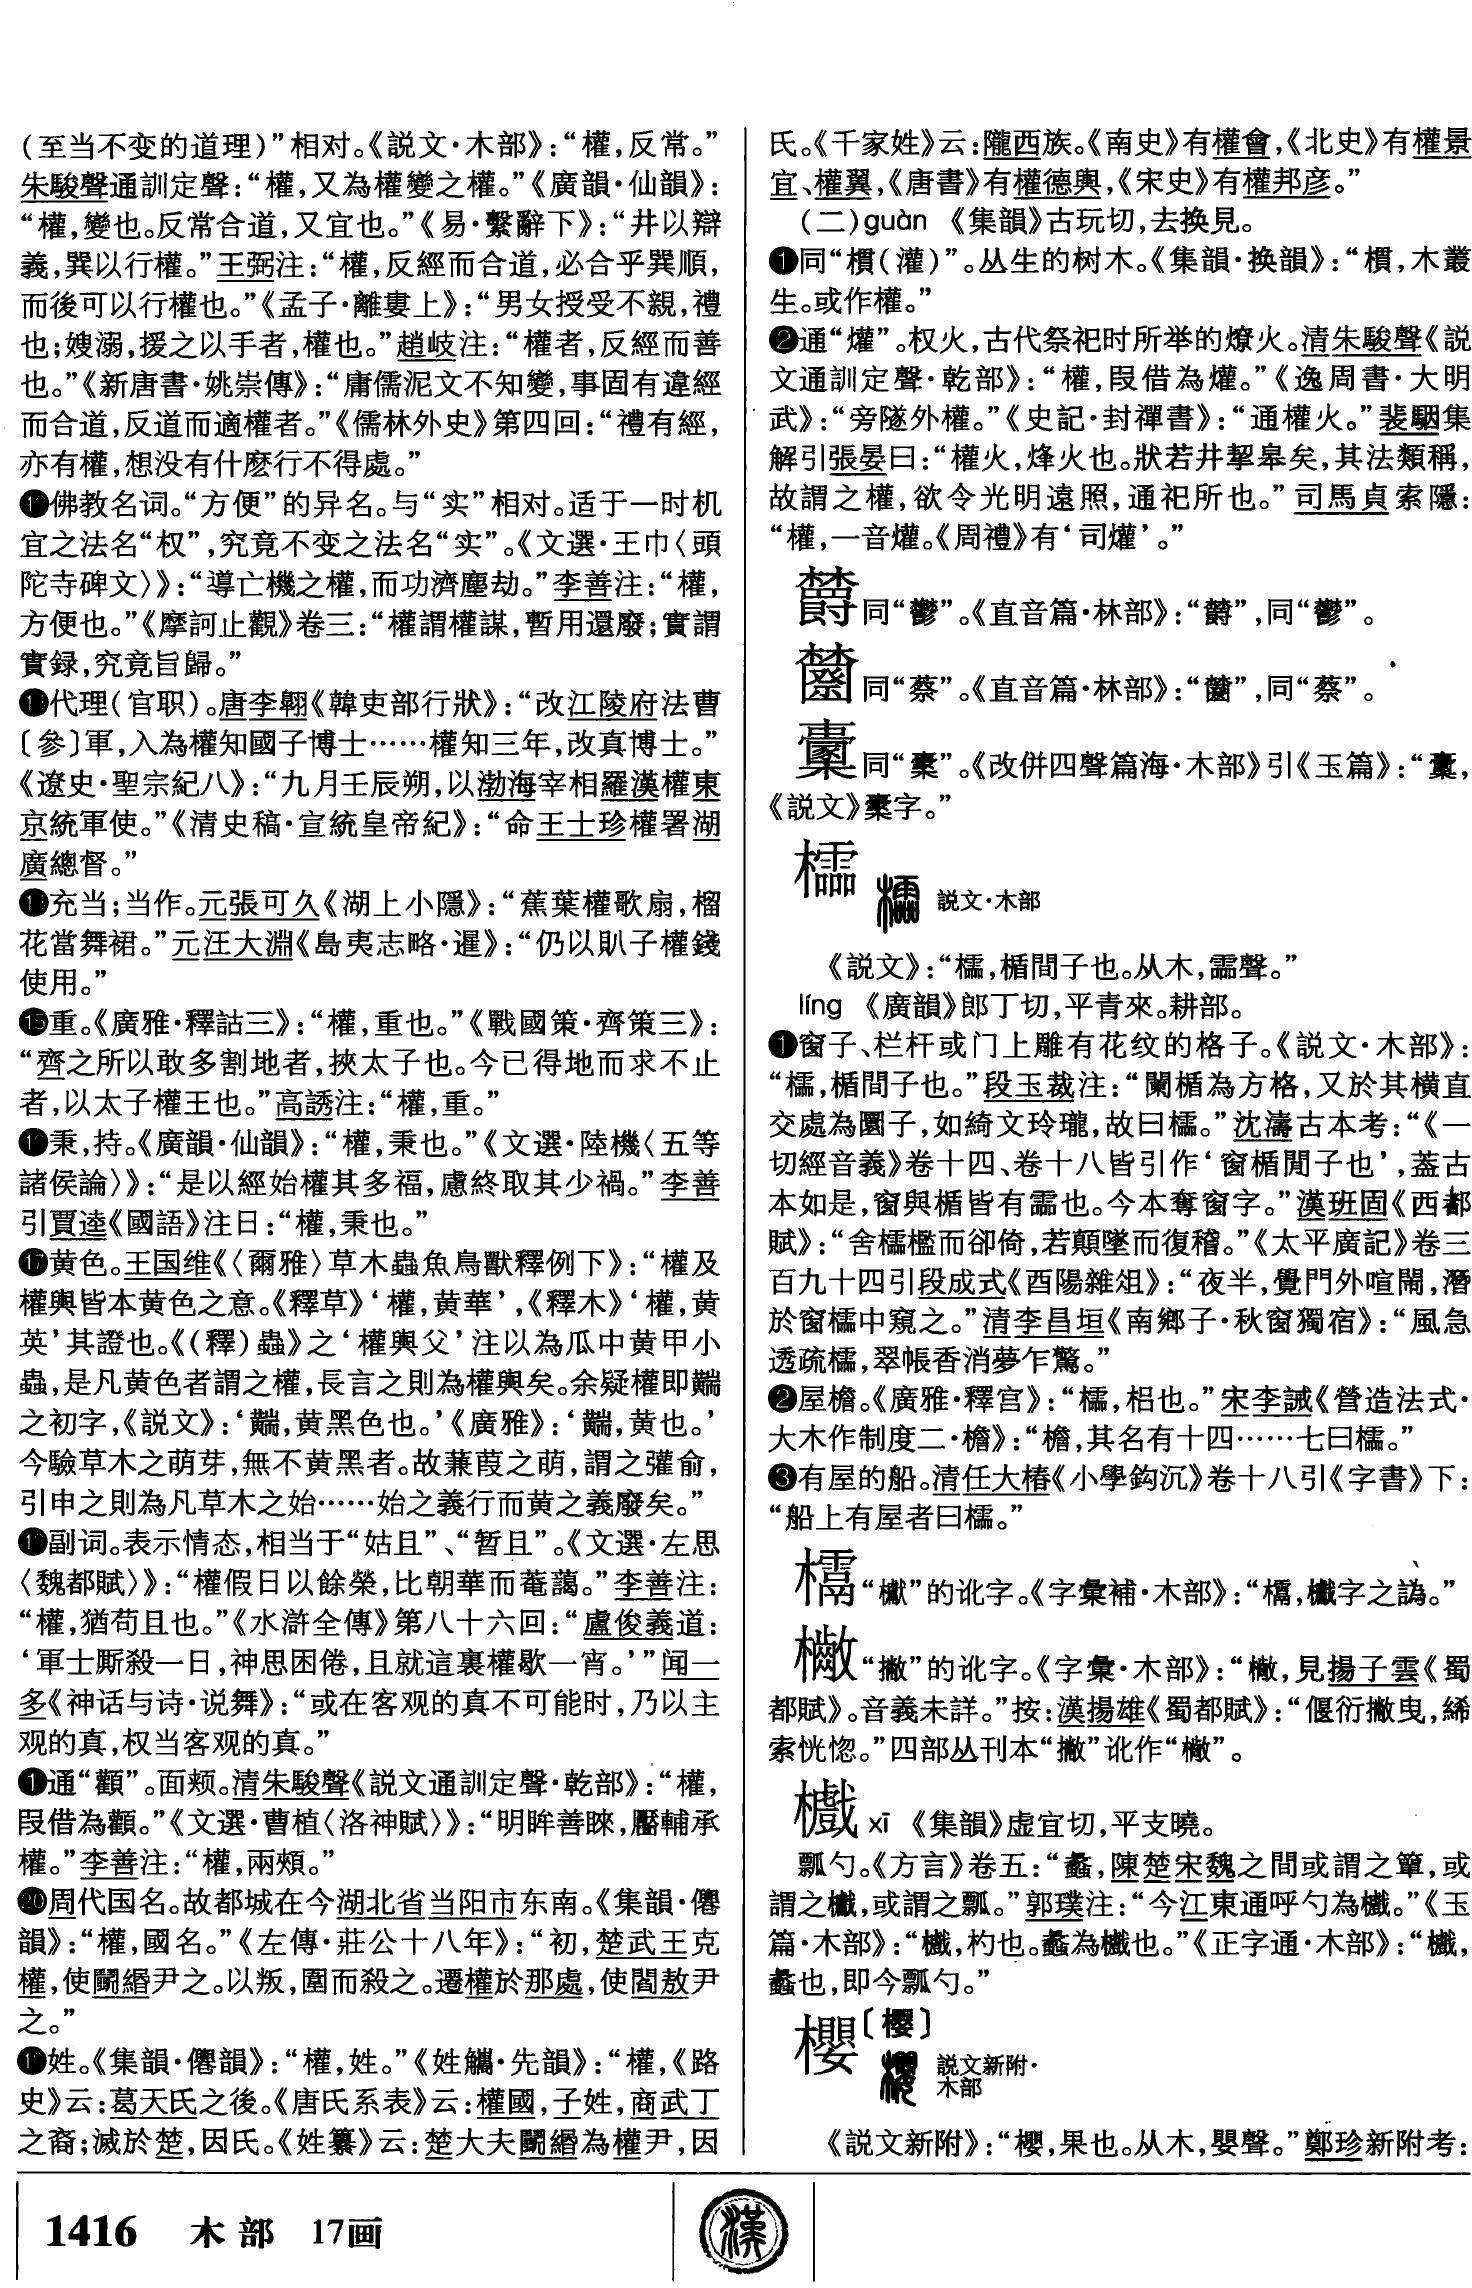 (至当不变的道理)”相对。《説文·木部》：“權，反常。”
朱駿聲通訓定聲：“權，又為權變之權。”《廣韻·仙韻》：
“權，變也。反常合道，又宜也。”《易·繫辭下》：“井以辯
義，巽以行權。”王弼注：“權，反經而合道，必合乎巽順，
而後可以行權也。”《孟子·離婁上》：“男女授受不親，禮
也；嫂溺，援之以手者，權也。”趙岐注：“權者，反經而善
也。”《新唐書·姚崇傳》：“庸儒泥文不知變，事固有違經
而合道，反道而適權者。”《儒林外史》第四回：“禮有經，
亦有權，想没有什麽行不得處。”
佛教名词。“方便”的异名。与“实”相对。适于一时机
宜之法名“权”，究竟不变之法名“实”。《文選·王巾〈頭
陀寺碑文〉》：“導亡機之權，而功濟塵劫。”李善注：“權，
方便也。”《摩訶止觀》卷三：“權謂權謀，暫用還廢；實謂
實録，究竟旨歸。”
代理(官职)。唐李翱《韓吏部行狀》：“改江陵府法曹
〔參〕軍，入為權知國子博士……權知三年，改真博士。”
《遼史·聖宗紀八》：“九月壬辰朔，以渤海宰相羅漢權東
京統軍使。”《清史稿·宣統皇帝紀》：“命王士珍權署湖
廣總督。”
充当；当作。元張可久《湖上小隱》：“蕉葉權歌扇，榴
花當舞裙。”元汪大淵《島夷志略·暹》：“仍以𧴩子權錢
使用。”
⓯重。《廣雅·釋詁三》：“權，重也。”《戰國策·齊策三》：
“齊之所以敢多割地者，挾太子也。今已得地而求不止
者，以太子權王也。”高誘注：“權，重。”
秉，持。《廣韻·仙韻》：“權，秉也。”《文選·陸機〈五等
諸侯論〉》：“是以經始權其多福，慮終取其少禍。”李善
引賈逵《國語》注曰：“權，秉也。”
⓱黄色。王国维《〈爾雅〉草木蟲魚鳥獸釋例下》：“權及
權輿皆本黄色之意。《釋草》‘權，黄華’，《釋木》‘權，黄
英’其證也。《(釋)蟲》之‘權輿父’注以為瓜中黄甲小
蟲，是凡黄色者謂之權，長言之則為權輿矣。余疑權即䵎
之初字，《説文》：‘䵎，黄黑色也。’《廣雅》：‘䵎，黄也。’
今驗草木之萌芽，無不黄黑者。故蒹葭之萌，謂之虇蕍，
引申之則為凡草木之始……始之義行而黄之義廢矣。”
副词。表示情态，相当于“姑且”、“暂且”。《文選·左思
〈魏都賦〉》：“權假日以餘榮，比朝華而菴藹。”李善注：
“權，猶苟且也。”《水滸全傳》第八十六回：“盧俊義道：
‘軍士厮殺一日，神思困倦，且就這裏權歇一宵。’”闻一
多《神话与诗·说舞》：“或在客观的真不可能时，乃以主
观的真，权当客观的真。”
通“顴”。面颊。清朱駿聲《説文通訓定聲·乾部》：“權，
叚借為顴。”《文選·曹植〈洛神賦〉》：“明眸善睞，靨輔承
權。”李善注：“權，兩頰。”
⓴周代国名。故都城在今湖北省当阳市东南。《集韻·僊
韻》：“權，國名。”《左傳·莊公十八年》：“初，楚武王克
權，使鬭緡尹之。以叛，圍而殺之。遷權於那處，使閻敖尹
之。”
姓。《集韻·僊韻》：“權，姓。”《姓觿·先韻》：“權，《路
史》云：葛天氏之後。《唐氏系表》云：權國，子姓，商武丁
之裔；滅於楚，因氏。《姓纂》云：楚大夫鬭緡為權尹，因
氏。《千家姓》云：隴西族。《南史》有權會，《北史》有權景
宣、權翼，《唐書》有權德輿，《宋史》有權邦彦。”
(二)guàn 《集韻》古玩切，去换見。
❶同“樌(灌)”。丛生的树木。《集韻·换韻》：“樌，木叢
生。或作權。”
❷通“爟”。权火，古代祭祀时所举的燎火。清朱駿聲《説
文通訓定聲·乾部》：“權，叚借為爟。”《逸周書·大明
武》：“旁隧外權。”《史記·封禪書》：“通權火。”裴駰集
解引張晏曰：“權火，烽火也。狀若井挈皋矣，其法類稱，
故謂之權，欲令光明遠照，通祀所也。”司馬貞索隱：
“權，一音爟。《周禮》有‘司爟’。”
同“鬱”。《直音篇·林部》：“ ”，同“鬱”。
同“蔡”。《直音篇·林部》：“ ”，同“蔡”。
同“櫜”。《改併四聲篇海·木部》引《玉篇》：“ ，
《説文》櫜字。”
櫺 説文·木部
《説文》：“櫺，楯間子也。从木，霝聲。”
líng 《廣韻》郎丁切，平青來。耕部。
❶窗子、栏杆或门上雕有花纹的格子。《説文·木部》：
“櫺，楯間子也。”段玉裁注：“闌楯為方格，又於其横直
交處為圜子，如綺文玲瓏，故曰櫺。”沈濤古本考：“《一
切經音義》卷十四、卷十八皆引作‘窗楯閒子也’，葢古
本如是，窗與楯皆有霝也。今本奪窗字。”漢班固《西都
賦》：“舍櫺檻而卻倚，若顛墜而復稽。”《太平廣記》卷三
百九十四引段成式《酉陽雜俎》：“夜半，覺門外喧鬧，潛
於窗櫺中窺之。”清李昌垣《南鄉子·秋窗獨宿》：“風急
透疏櫺，翠帳香消夢乍驚。”
❷屋檐。《廣雅·釋宫》：“櫺，梠也。”宋李誡《營造法式·
大木作制度二·檐》：“檐，其名有十四……七曰櫺。”
❸有屋的船。清任大椿《小學鈎沉》卷十八引《字書》下：
“船上有屋者曰櫺。”
“ ”的讹字。《字彙補·木部》：“ ， 字之譌。”
“撇”的讹字。《字彙·木部》：“ ，見揚子雲《蜀
都賦》。音義未詳。”按：漢揚雄《蜀都賦》：“偃衍撇曳，絺
索恍惚。”四部丛刊本“撇”讹作“ ”。
㰕 xī 《集韻》虚宜切，平支曉。
瓢勺。《方言》卷五：“蠡，陳楚宋魏之間或謂之簞，或
謂之㰕，或謂之瓢。”郭璞注：“今江東通呼勺為㰕。”《玉
篇·木部》：“㰕，杓也。蠡為㰕也。”《正字通·木部》：“㰕，
蠡也，即今瓢勺。”
櫻〔樱〕 説文新附·
木部
《説文新附》：“櫻，果也。从木，嬰聲。”鄭珍新附考：
1416 木部 17画
漢